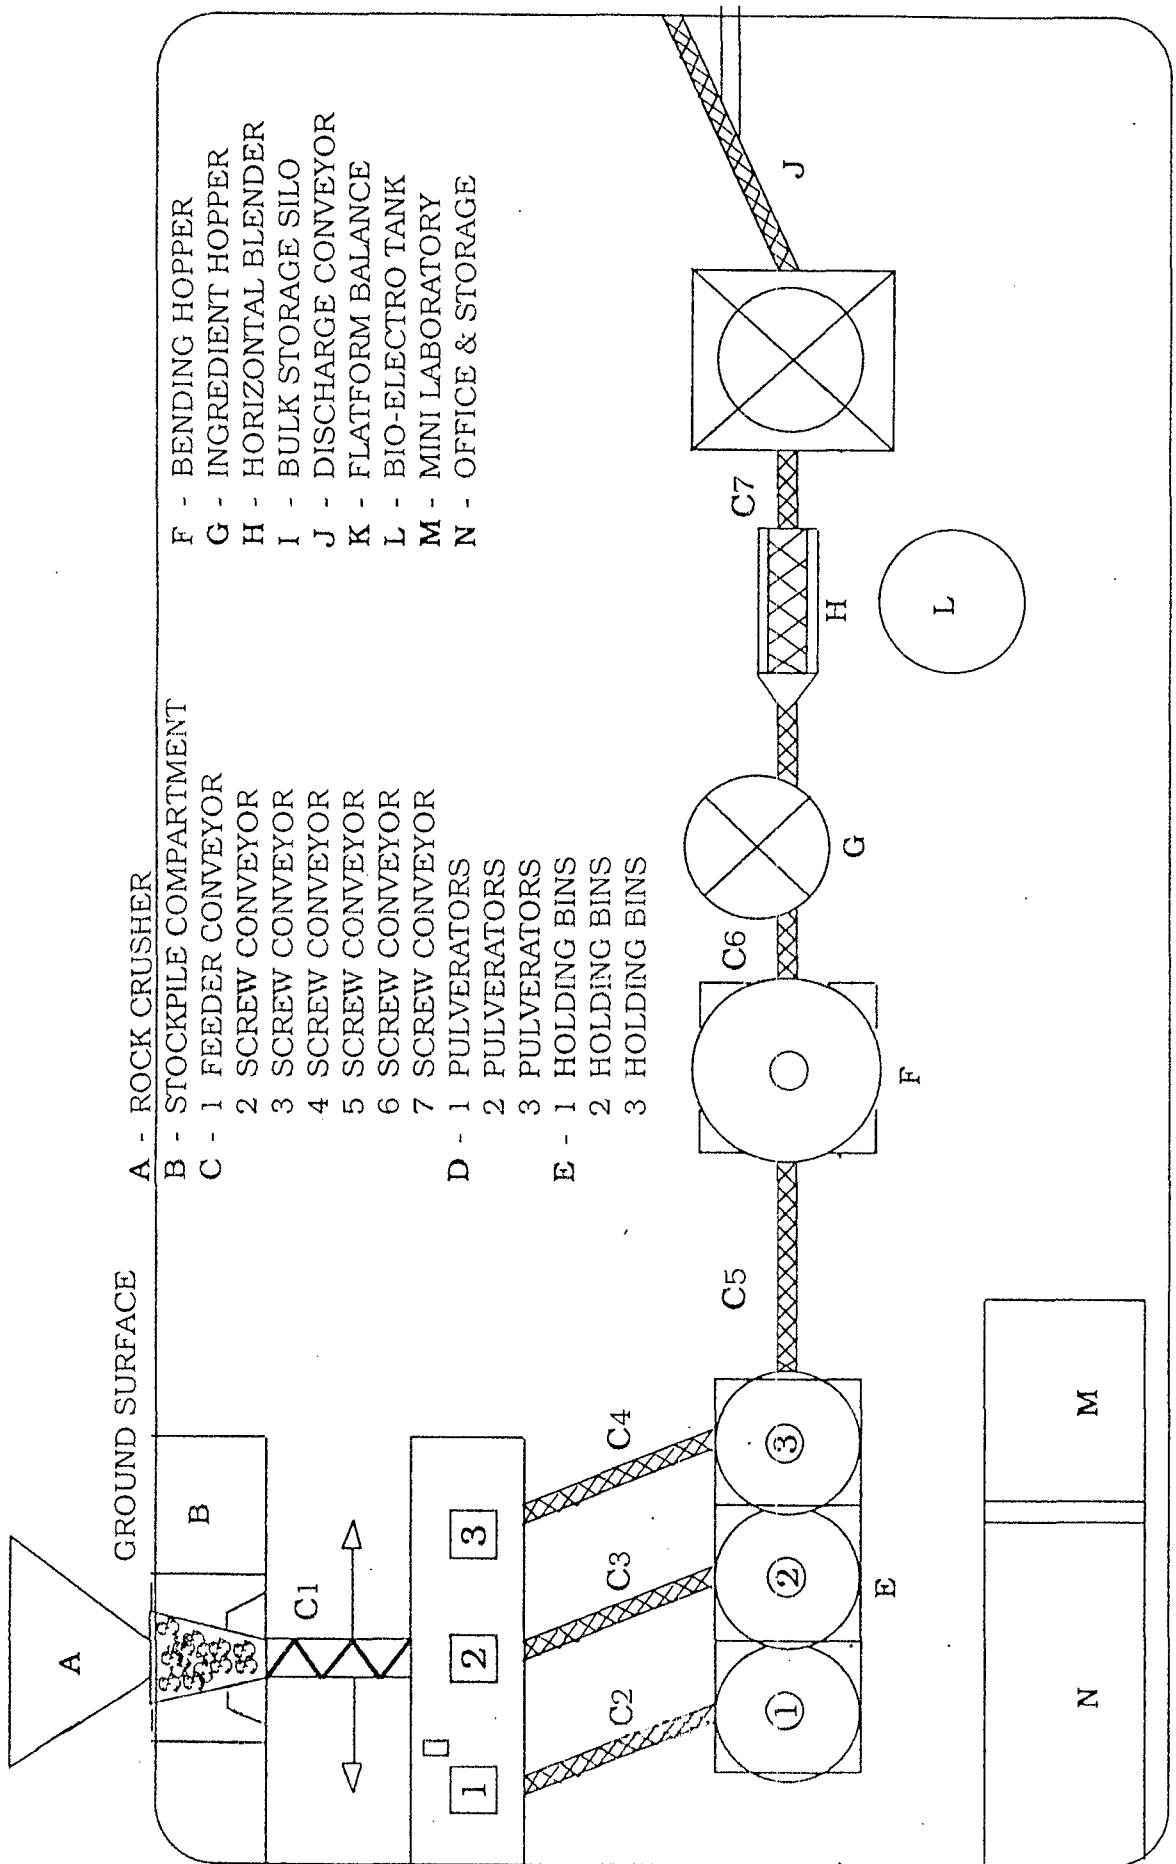 A - ROCK CRUSHER
B - STOCKPILE COMPARTMENT
C - 1 FEEDER CONVEYOR
2 SCREW CONVEYOR
3 SCREW CONVEYOR
4 SCREW CONVEYOR
5 SCREW CONVEYOR
6 SCREW CONVEYOR
7 SCREW CONVEYOR
D - 1 PULVERATORS
2 PULVERATORS
3 PULVERATORS
E - 1 HOLDING BINS
2 HOLDING BINS
3 HOLDING BINS
F - BENDING HOPPER
G - INGREDIENT HOPPER
H - HORIZONTAL BLENDER
I - BULK STORAGE SILO
J - DISCHARGE CONVEYOR
K - FLATFORM BALANCE
L - BIO-ELECTRO TANK
M - MINI LABORATORY
N - OFFICE & STORAGE
GROUND SURFACE
A
B
C1
1
2
3
C2
C3
C4
1
2
3
E
C5
F
C6
G
H
C7
J
L
M
N